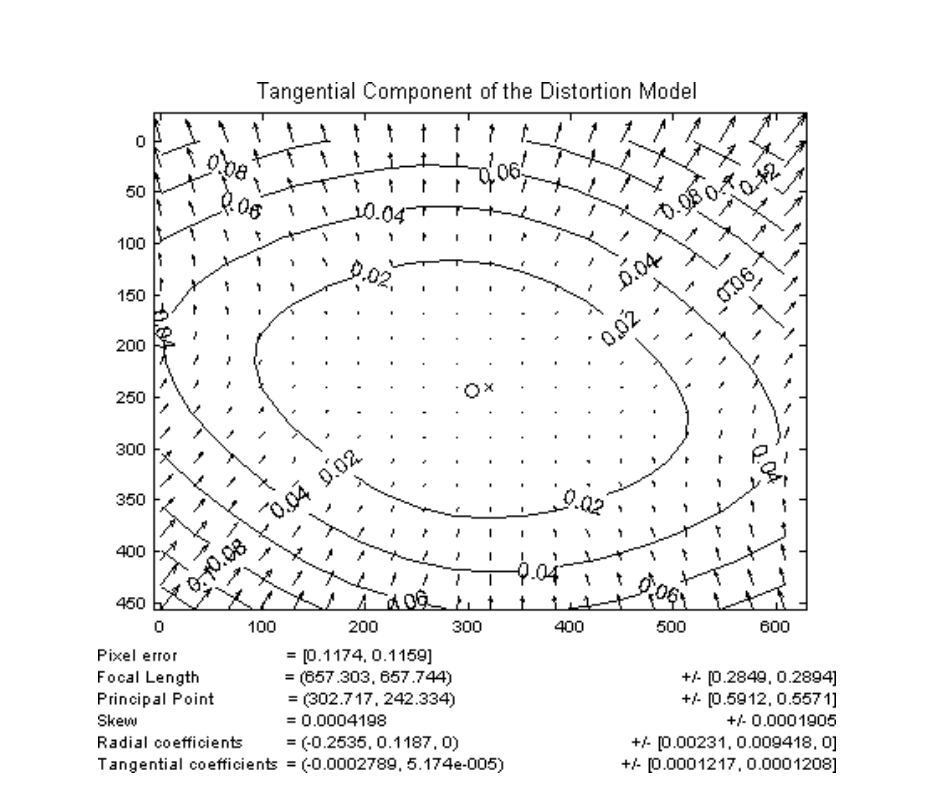 Tangential Component of the Distortion Model
0
50
100
150
200
250
300
350
400
450
0 100 200 300 400 500 600
0.08 0.06 0.08 0.1 0.12
0.06 0.04
0.02 0.04 0.06
0.04 0.02
0.02 0.04
0.04 0.02
0.08 0.04
0.1 0.06 0.06
Pixel error = [0.1174, 0.1159]
Focal Length = (657.303, 657.744) +/- [0.2849, 0.2894]
Principal Point = (302.717, 242.334) +/- [0.5912, 0.5571]
Skew = 0.0004198 +/- 0.0001905
Radial coefficients = (-0.2535, 0.1187, 0) +/- [0.00231, 0.009418, 0]
Tangential coefficients = (-0.0002789, 5.174e-005) +/- [0.0001217, 0.0001208]